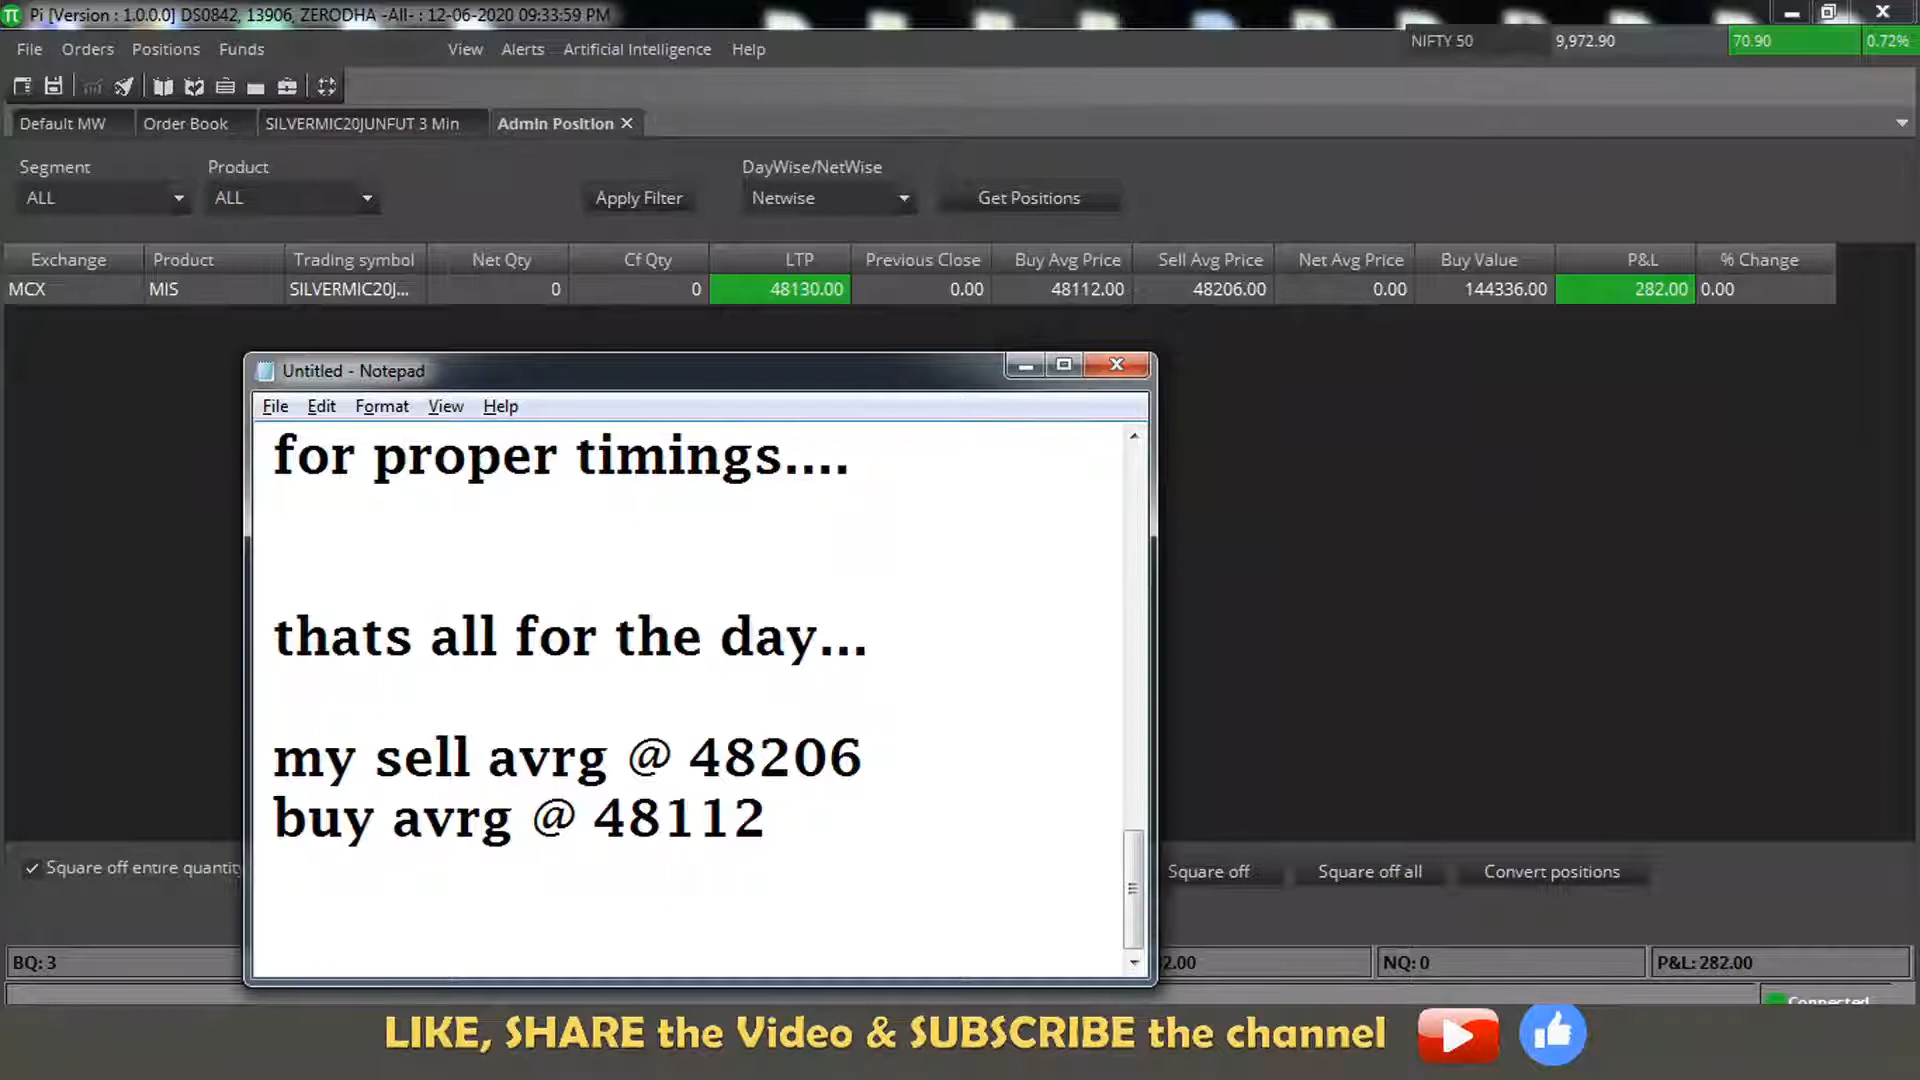 Pi [Version : 1.0.0.0] DS0842, 13906, ZERODHA -All- : 12-06-2020 09:33:59 PM
File Orders Positions Funds View Alerts Artificial Intelligence Help
NIFTY 50 9,972.90 70.90 0.72%
Default MW Order Book SILVERMIC20JUNFUT 3 Min Admin Position
Segment Product DayWise/NetWise
ALL ALL Apply Filter Netwise Get Positions
Exchange Product Trading symbol Net Qty Cf Qty LTP Previous Close Buy Avg Price Sell Avg Price Net Avg Price Buy Value P&L % Change
MCX MIS SILVERMIC20J... 0 0 48130.00 0.00 48112.00 48206.00 0.00 144336.00 282.00 0.00
Untitled - Notepad
File Edit Format View Help
for proper timings....
thats all for the day...
my sell avrg @ 48206
buy avrg @ 48112
Square off entire quantity Square off Square off all Convert positions
BQ: 3 2.00 NQ: 0 P&L: 282.00
Connected
LIKE, SHARE the Video & SUBSCRIBE the channel